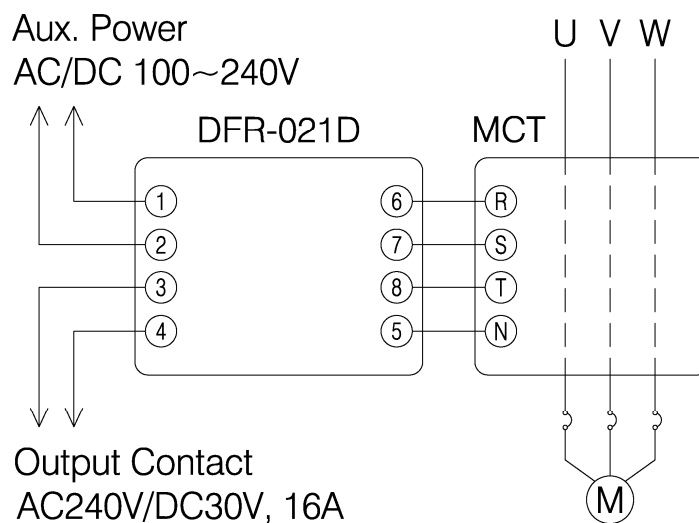 Aux. Power
AC/DC 100~240V
U V W
DFR-021D
MCT
1 6 R
2 7 S
3 8 T
4 5 N
Output Contact
AC240V/DC30V, 16A
M